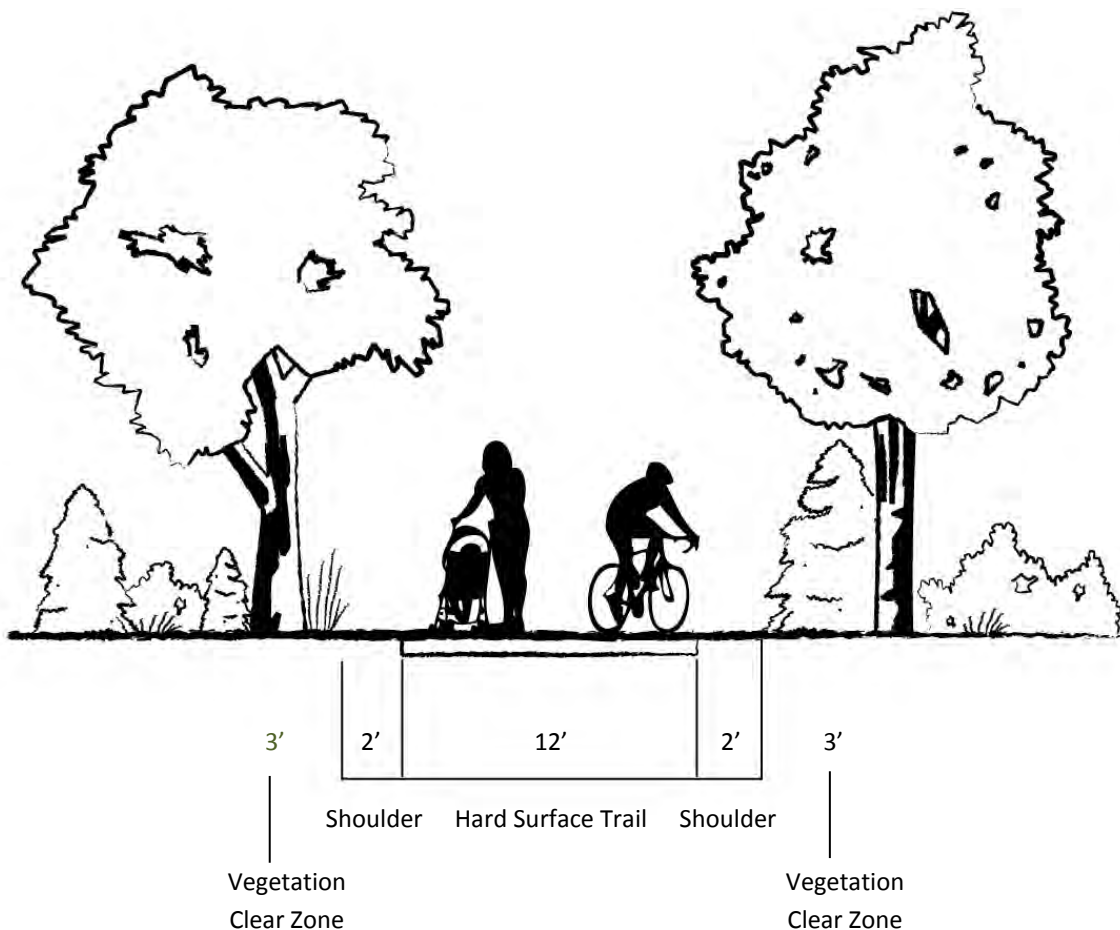 3’ 2’ 12’ 2’ 3’
Shoulder Hard Surface Trail Shoulder
Vegetation
Clear Zone
Vegetation
Clear Zone